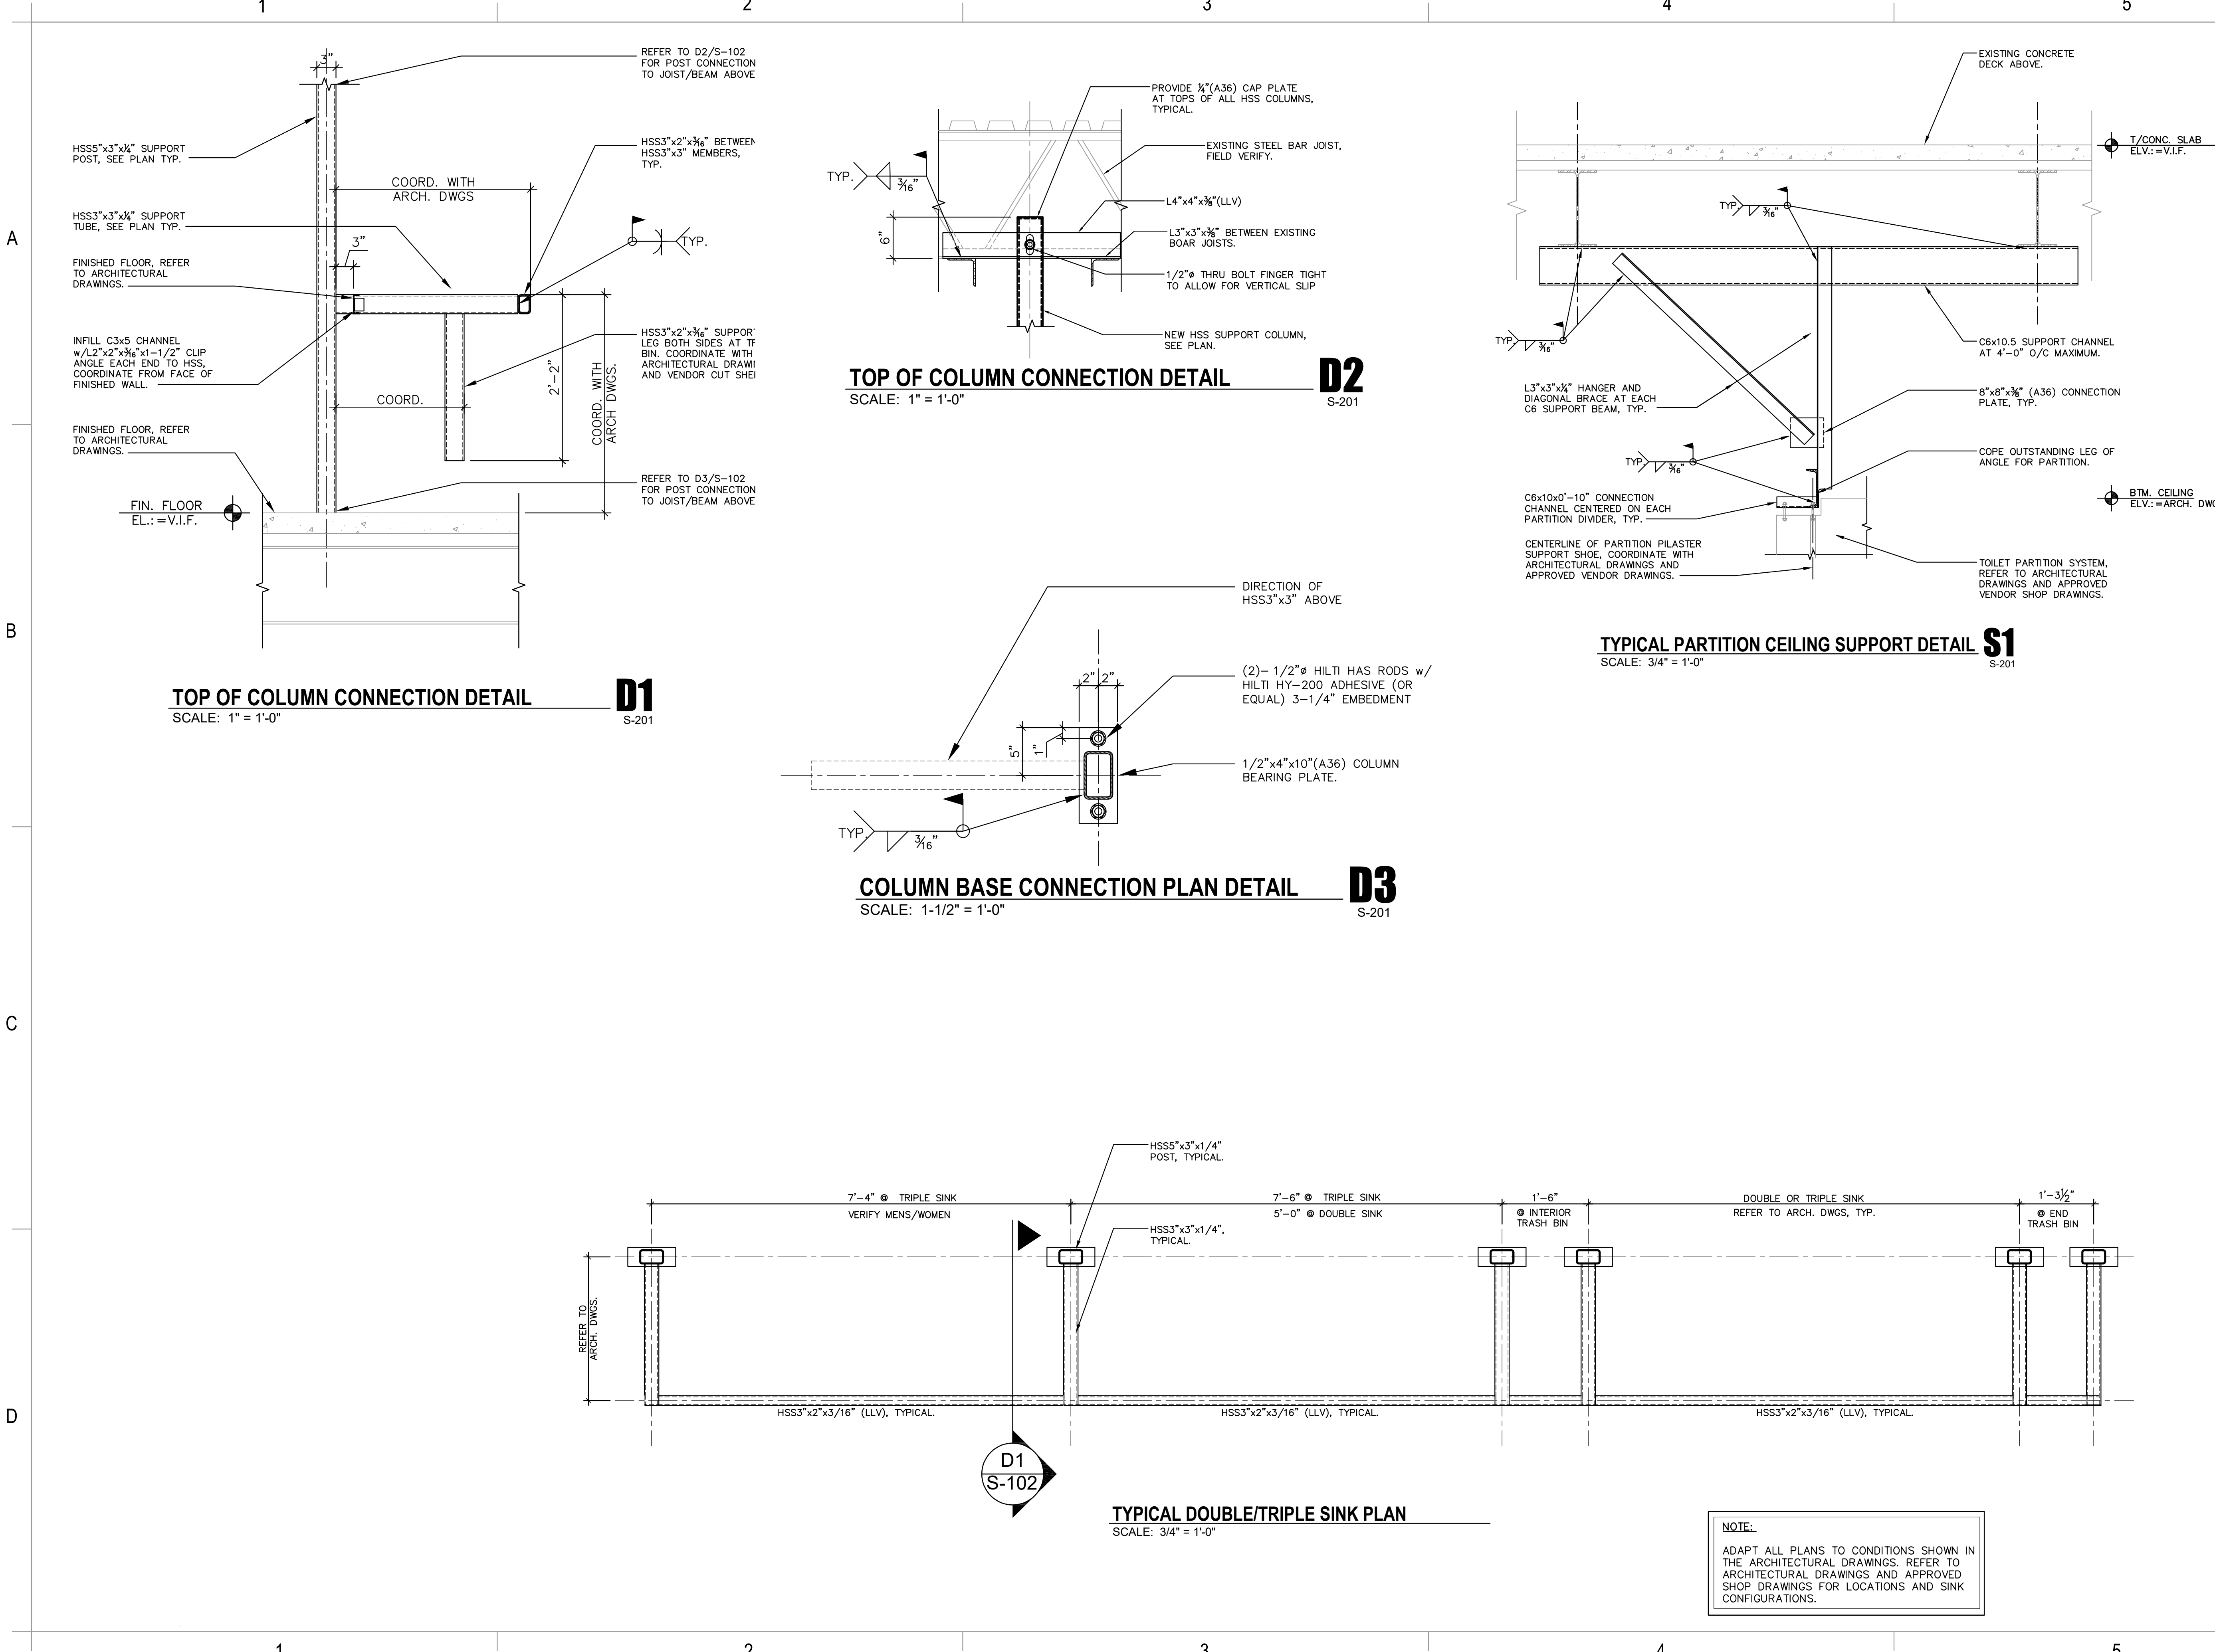 1
2
3
4
5
A
B
C
D
3"
REFER TO D2/S-102
FOR POST CONNECTION
TO JOIST/BEAM ABOVE
HSS5"x3"x1/4" SUPPORT
POST, SEE PLAN TYP.
HSS3"x2"x3/16" BETWEEN
HSS3"x3" MEMBERS,
TYP.
COORD. WITH
ARCH. DWGS
HSS3"x3"x1/4" SUPPORT
TUBE, SEE PLAN TYP.
3"
TYP.
FINISHED FLOOR, REFER
TO ARCHITECTURAL
DRAWINGS.
INFILL C3x5 CHANNEL
w/L2"x2"x3/16"x1-1/2" CLIP
ANGLE EACH END TO HSS,
COORDINATE FROM FACE OF
FINISHED WALL.
HSS3"x2"x3/16"
LEG BOTH SIDES AT
BIN. COORDINATE WITH
ARCHITECTURAL
AND VENDOR CUT
2'-2"
COORD. WITH
ARCH DWGS.
COORD.
FINISHED FLOOR, REFER
TO ARCHITECTURAL
DRAWINGS.
REFER TO D3/S-102
FOR POST CONNECTION
TO JOIST/BEAM ABOVE
FIN. FLOOR
EL.:=V.I.F.
TOP OF COLUMN CONNECTION DETAIL
D1
SCALE: 1" = 1'-0"
S-201
PROVIDE 1/4"(A36) CAP PLATE
AT TOPS OF ALL HSS COLUMNS,
TYPICAL.
EXISTING STEEL BAR JOIST,
FIELD VERIFY.
TYP.
3/16"
L4"x4"x3/8"(LLV)
6"
L3"x3"x3/8" BETWEEN EXISTING
BOAR JOISTS.
1/2"ø THRU BOLT FINGER TIGHT
TO ALLOW FOR VERTICAL SLIP
NEW HSS SUPPORT COLUMN,
SEE PLAN.
TOP OF COLUMN CONNECTION DETAIL
D2
SCALE: 1" = 1'-0"
S-201
DIRECTION OF
HSS3"x3" ABOVE
(2)- 1/2"ø HILTI HAS RODS w/
HILTI HY-200 ADHESIVE (OR
EQUAL) 3-1/4" EMBEDMENT
2"
2"
5"
1"
1/2"x4"x10"(A36) COLUMN
BEARING PLATE.
TYP.
3/16"
COLUMN BASE CONNECTION PLAN DETAIL
D3
SCALE: 1-1/2" = 1'-0"
S-201
EXISTING CONCRETE
DECK ABOVE.
T/CONC. SLAB
ELV.:=V.I.F.
TYP.
3/16"
TYP.
3/16"
C6x10.5 SUPPORT CHANNEL
AT 4'-0" O/C MAXIMUM.
L3"x3"x1/4" HANGER AND
DIAGONAL BRACE AT EACH
C6 SUPPORT BEAM, TYP.
8"x8"x3/8" (A36) CONNECTION
PLATE, TYP.
TYP.
3/16"
COPE OUTSTANDING LEG OF
ANGLE FOR PARTITION.
C6x10x0'-10" CONNECTION
CHANNEL CENTERED ON EACH
PARTITION DIVIDER, TYP.
BTM. CEILING
ELV.:=ARCH.
CENTERLINE OF PARTITION PILASTER
SUPPORT SHOE, COORDINATE WITH
ARCHITECTURAL DRAWINGS AND
APPROVED VENDOR DRAWINGS.
TOILET PARTITION SYSTEM,
REFER TO ARCHITECTURAL
DRAWINGS AND APPROVED
VENDOR SHOP DRAWINGS.
TYPICAL PARTITION CEILING SUPPORT DETAIL
S1
SCALE: 3/4" = 1'-0"
S-201
HSS5"x3"x1/4"
POST, TYPICAL.
7'-4" @ TRIPLE SINK
VERIFY MENS/WOMEN
7'-6" @ TRIPLE SINK
5'-0" @ DOUBLE SINK
1'-6"
@ INTERIOR
TRASH BIN
DOUBLE OR TRIPLE SINK
REFER TO ARCH. DWGS, TYP.
1'-3 1/2"
@ END
TRASH BIN
HSS3"x3"x1/4",
TYPICAL.
REFER TO
ARCH. DWGS.
HSS3"x2"x3/16" (LLV), TYPICAL.
HSS3"x2"x3/16" (LLV), TYPICAL.
HSS3"x2"x3/16" (LLV), TYPICAL.
D1
S-102
TYPICAL DOUBLE/TRIPLE SINK PLAN
SCALE: 3/4" = 1'-0"
NOTE:
ADAPT ALL PLANS TO CONDITIONS SHOWN IN
THE ARCHITECTURAL DRAWINGS. REFER TO
ARCHITECTURAL DRAWINGS AND APPROVED
SHOP DRAWINGS FOR LOCATIONS AND SINK
CONFIGURATIONS.
1
2
3
4
5